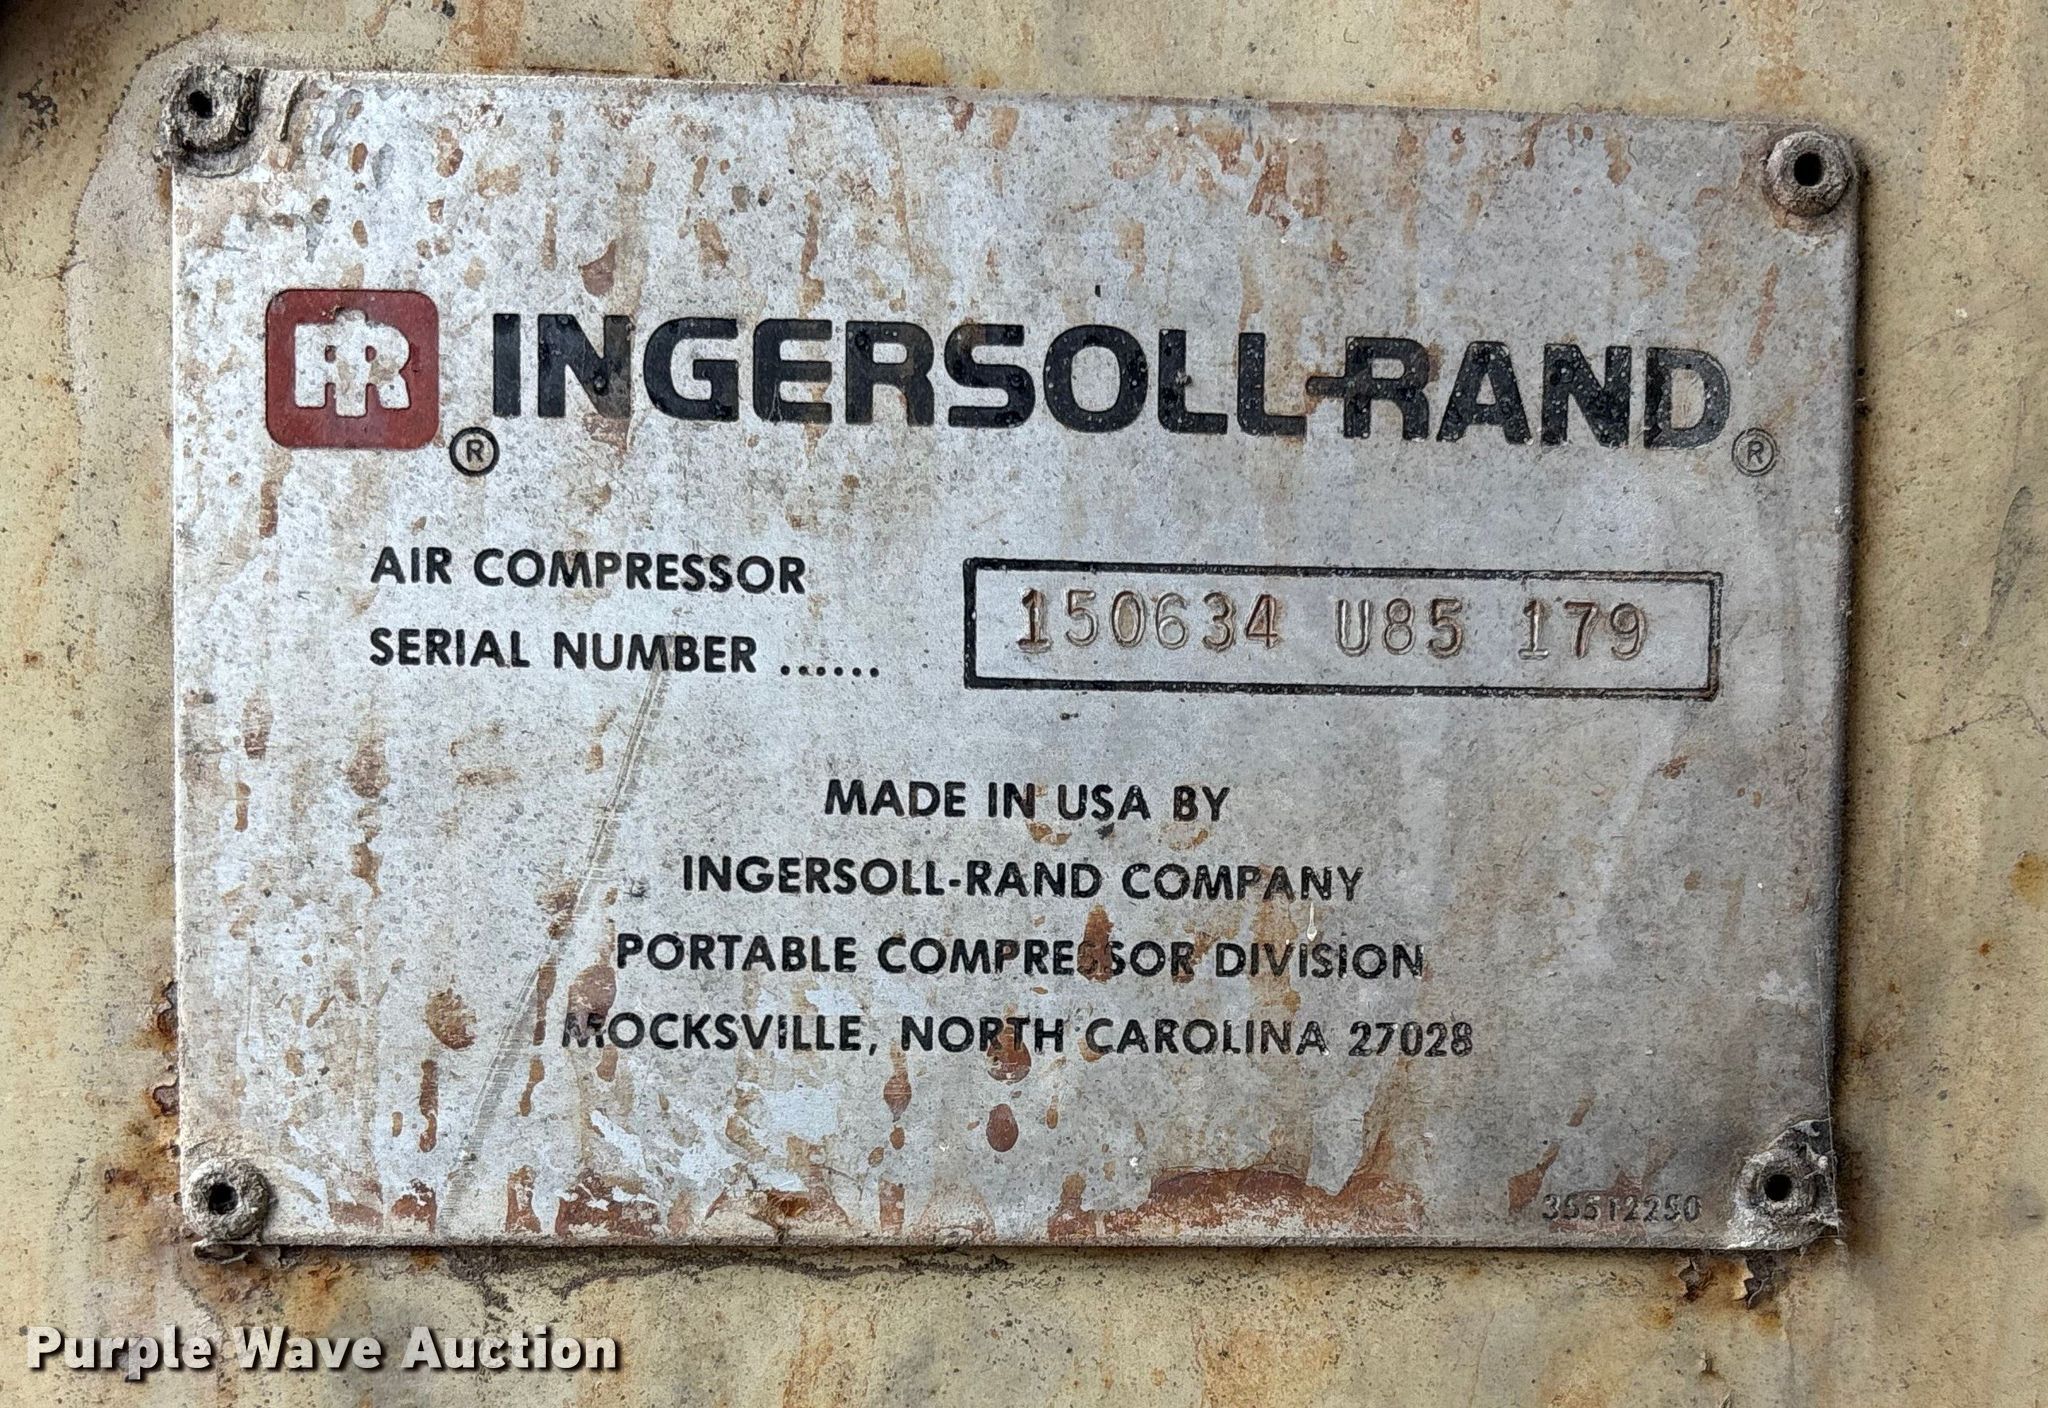 IR ® INGERSOLL-RAND ®
AIR COMPRESSOR
SERIAL NUMBER ...... 150634 U85 179
MADE IN USA BY
INGERSOLL-RAND COMPANY
PORTABLE COMPRESSOR DIVISION
MOCKSVILLE, NORTH CAROLINA 27028
Purple Wave Auction